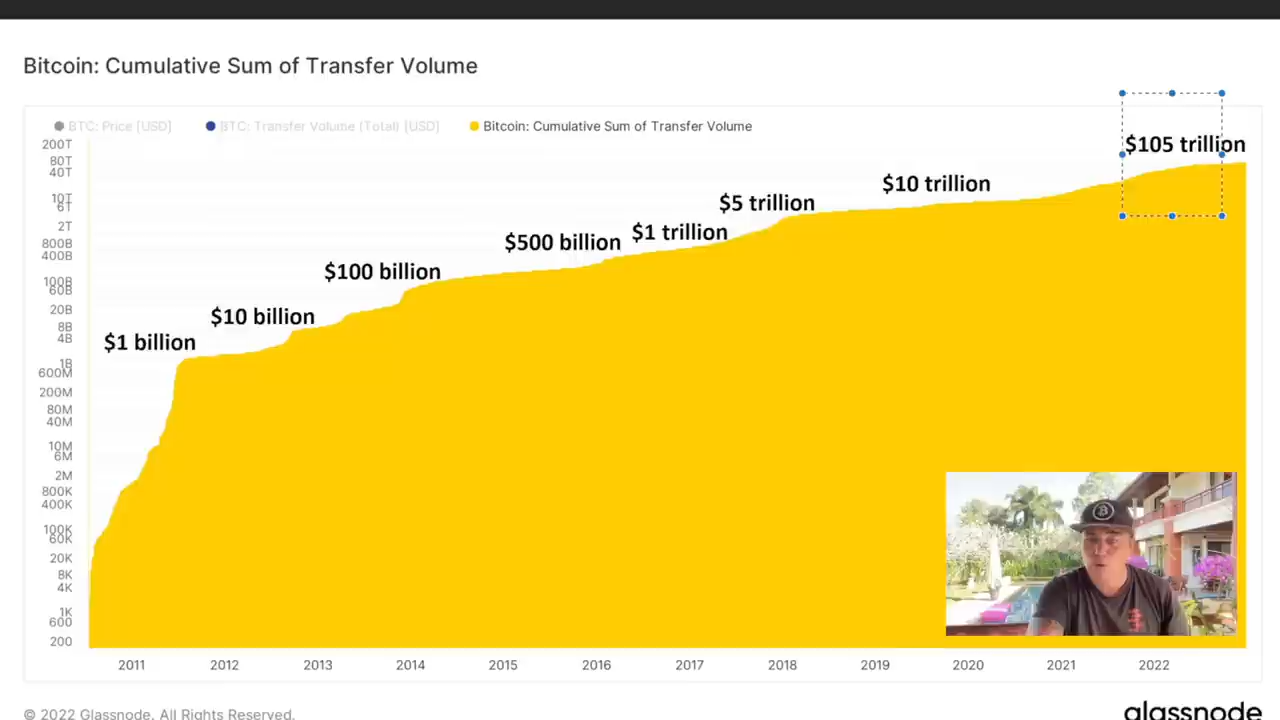 Bitcoin: Cumulative Sum of Transfer Volume
BTC: Price [USD]
BTC: Transfer Volume (Total) [USD]
Bitcoin: Cumulative Sum of Transfer Volume
200T
80T
40T
10T
6T
2T
800B
400B
100B
60B
20B
8B
4B
1B
600M
200M
80M
40M
10M
6M
2M
800K
400K
100K
60K
20K
8K
4K
1K
600
200
$1 billion
$10 billion
$100 billion
$500 billion
$1 trillion
$5 trillion
$10 trillion
$105 trillion
2011 2012 2013 2014 2015 2016 2017 2018 2019 2020 2021 2022
© 2022 Glassnode. All Rights Reserved.
glassnode